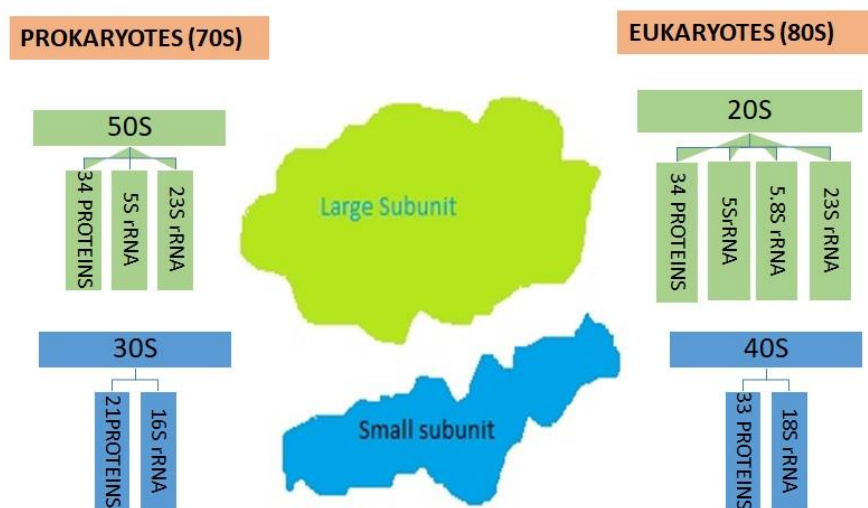 PROKARYOTES (70S)
EUKARYOTES (80S)
50S
34 PROTEINS
5S rRNA
23S rRNA
Large Subunit
20S
34 PROTEINS
5SrRNA
5.8S rRNA
23S rRNA
30S
21PROTEINS
16S rRNA
Small subunit
40S
33 PROTEINS
18S rRNA